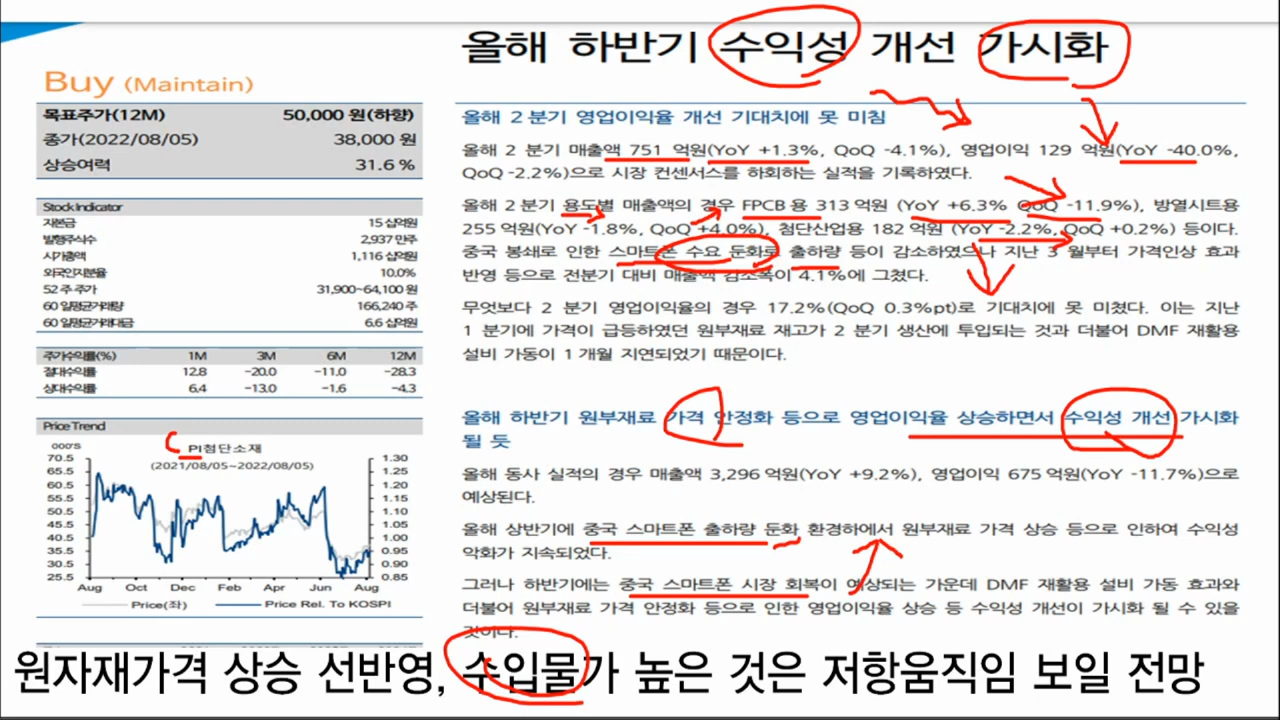 올해 하반기 수익성 개선 가시화
Buy (Maintain)
목표주가(12M) 50,000 원(하향)
종가(2022/08/05) 38,000 원
상승여력 31.6 %
Stock Indicator
자본금 15 십억원
발행주식수 2,937 만주
시가총액 1,116 십억원
외국인지분율 10.0%
52 주 주가 31,900~64,100 원
60 일평균거래량 166,240 주
60 일평균거래대금 6.6 십억원
주가수익률(%) 1M 3M 6M 12M
절대수익률 12.8 -20.0 -11.0 -28.3
상대수익률 6.4 -13.0 -1.6 -4.3
Price Trend
000'S
PI첨단소재
(2021/08/05~2022/08/05)
70.5 1.30
65.5 1.25
60.5 1.20
55.5 1.15
50.5 1.10
45.5 1.05
40.5 1.00
35.5 0.95
30.5 0.90
25.5 0.85
Aug Oct Dec Feb Apr Jun Aug
Price(좌) Price Rel. To KOSPI
올해 2 분기 영업이익율 개선 기대치에 못 미침
올해 2 분기 매출액 751 억원(YoY +1.3%, QoQ -4.1%), 영업이익 129 억원(YoY -40.0%,
QoQ -2.2%)으로 시장 컨센서스를 하회하는 실적을 기록하였다.
올해 2 분기 용도별 매출액의 경우 FPCB 용 313 억원 (YoY +6.3% QoQ -11.9%), 방열시트용
255 억원(YoY -1.8%, QoQ +4.0%), 첨단산업용 182 억원 (YoY -2.2%, QoQ +0.2%) 등이다.
중국 봉쇄로 인한 스마트폰 수요 둔화로 출하량 등이 감소하였으나 지난 3 월부터 가격인상 효과
반영 등으로 전분기 대비 매출액 감소폭이 4.1%에 그쳤다.
무엇보다 2 분기 영업이익율의 경우 17.2%(QoQ 0.3%pt)로 기대치에 못 미쳤다. 이는 지난
1 분기에 가격이 급등하였던 원부재료 재고가 2 분기 생산에 투입되는 것과 더불어 DMF 재활용
설비 가동이 1 개월 지연되었기 때문이다.
올해 하반기 원부재료 가격 안정화 등으로 영업이익율 상승하면서 수익성 개선 가시화
될 듯
올해 동사 실적의 경우 매출액 3,296 억원(YoY +9.2%), 영업이익 675 억원(YoY -11.7%)으로
예상된다.
올해 상반기에 중국 스마트폰 출하량 둔화 환경하에서 원부재료 가격 상승 등으로 인하여 수익성
악화가 지속되었다.
그러나 하반기에는 중국 스마트폰 시장 회복이 예상되는 가운데 DMF 재활용 설비 가동 효과와
더불어 원부재료 가격 안정화 등으로 인한 영업이익율 상승 등 수익성 개선이 가시화 될 수 있을
것이다.
원자재가격 상승 선반영, 수입물가 높은 것은 저항움직임 보일 전망